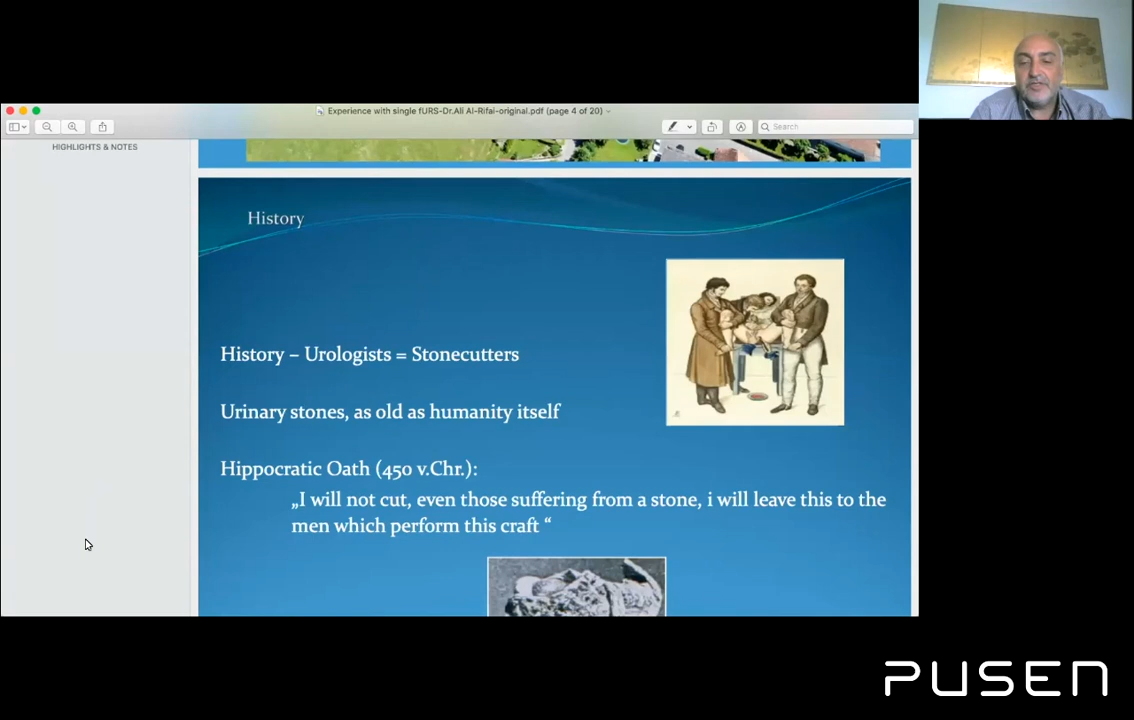 Experience with single fURS-Dr.Ali Al-Rifai-original.pdf (page 4 of 20)
Search
HIGHLIGHTS & NOTES
History
History – Urologists = Stonecutters
Urinary stones, as old as humanity itself
Hippocratic Oath (450 v.Chr.):
„I will not cut, even those suffering from a stone, i will leave this to the
men which perform this craft “
PUSEN